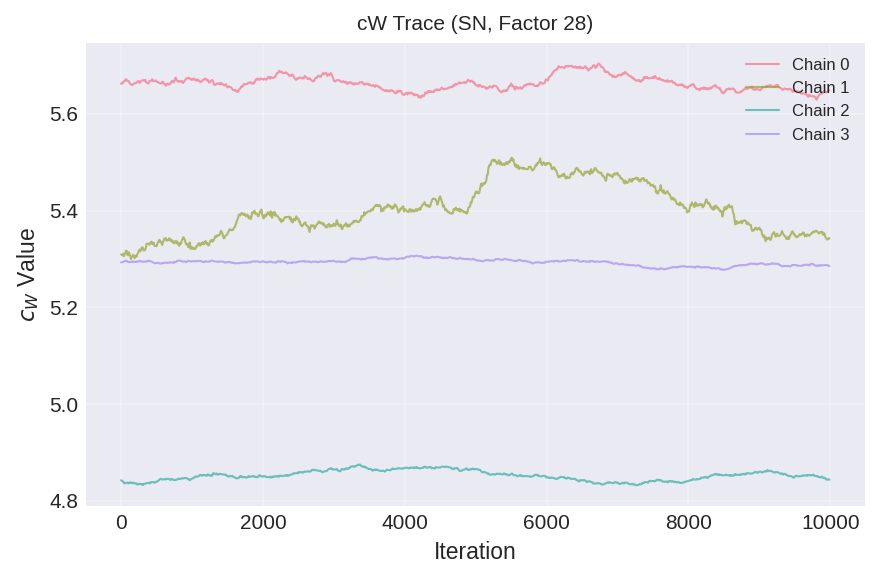 cW Trace (SN, Factor 28)
Chain 0
Chain 1
Chain 2
Chain 3
5.6
5.4
5.2
5.0
4.8
c_W Value
0 2000 4000 6000 8000 10000
Iteration